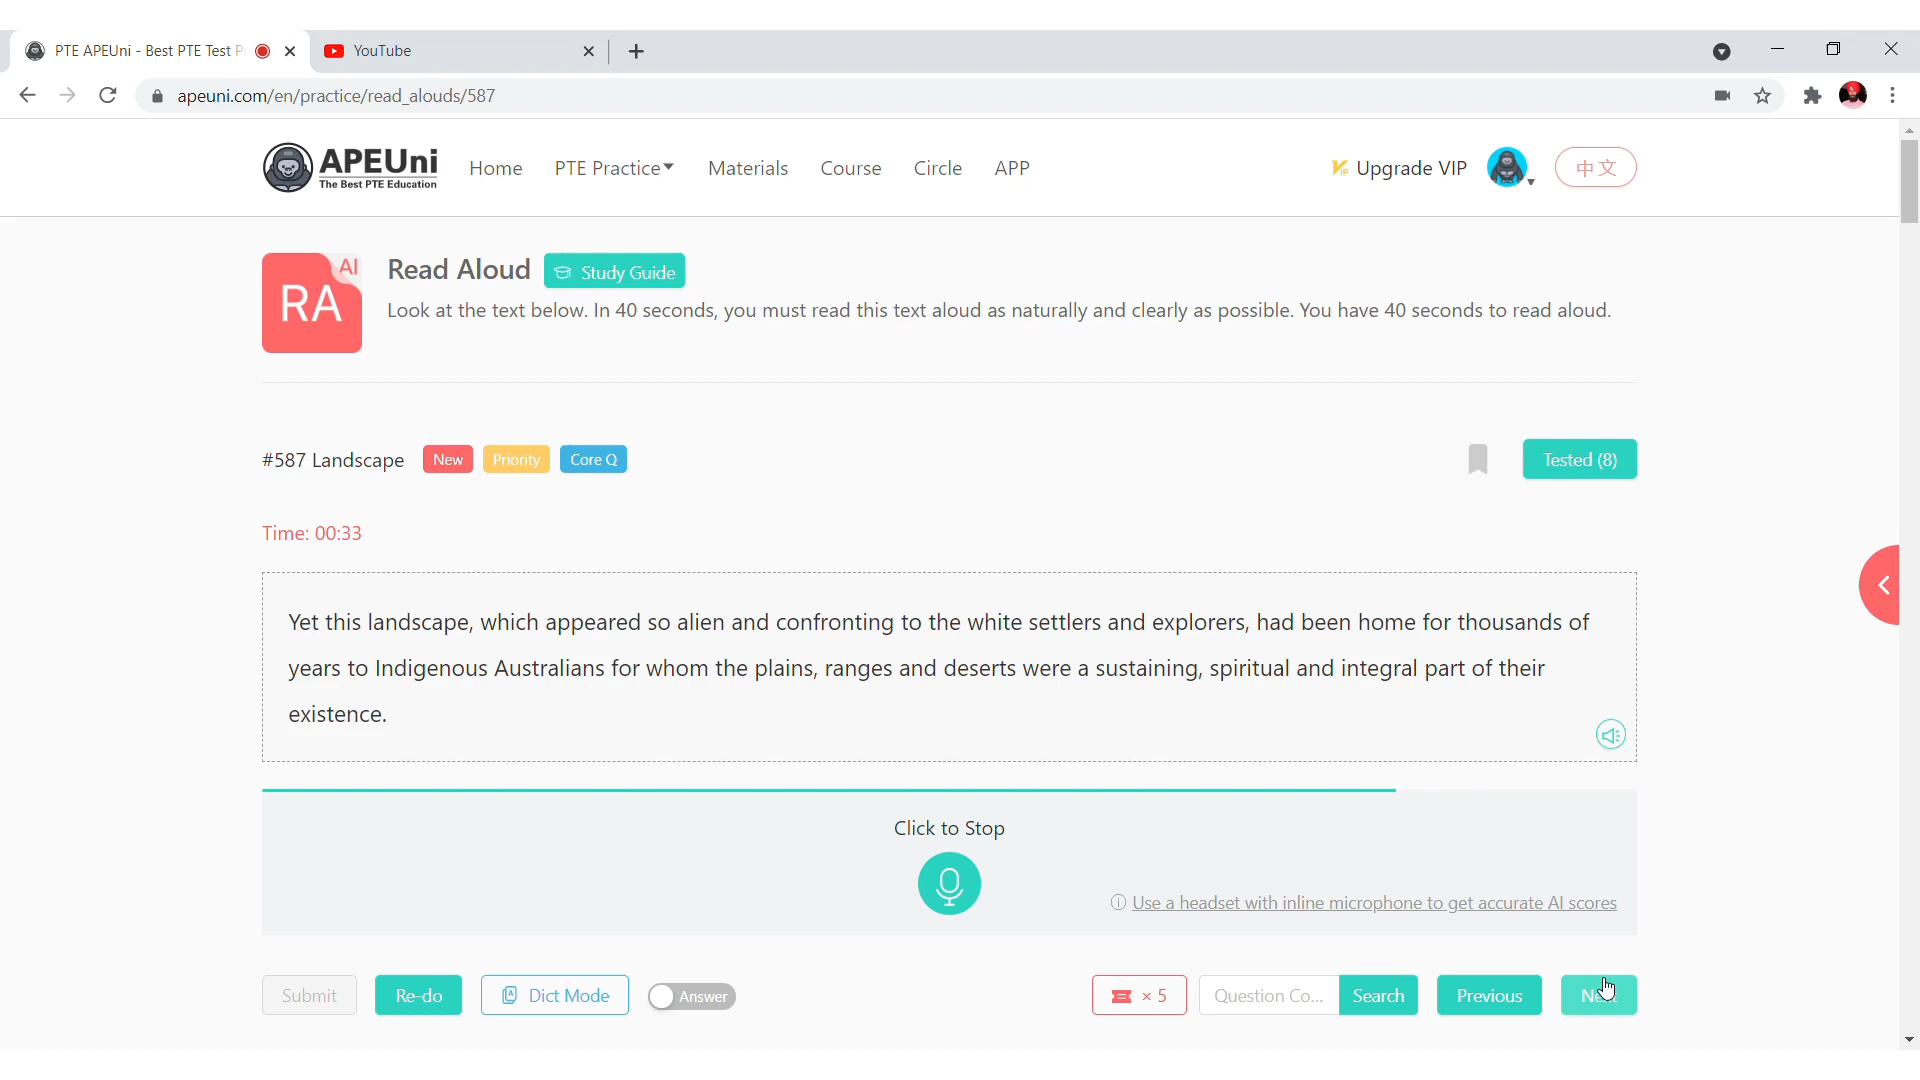 PTE APEUni - Best PTE Test P
YouTube
apeuni.com/en/practice/read_alouds/587
APEUni
The Best PTE Education
Home
PTE Practice
Materials
Course
Circle
APP
Upgrade VIP
中文
RA
AI
Read Aloud
Study Guide
Look at the text below. In 40 seconds, you must read this text aloud as naturally and clearly as possible. You have 40 seconds to read aloud.
#587 Landscape
New
Priority
Core Q
Tested (8)
Time: 00:33
Yet this landscape, which appeared so alien and confronting to the white settlers and explorers, had been home for thousands of
years to Indigenous Australians for whom the plains, ranges and deserts were a sustaining, spiritual and integral part of their
existence.
Click to Stop
Use a headset with inline microphone to get accurate AI scores
Submit
Re-do
Dict Mode
Answer
× 5
Question Co...
Search
Previous